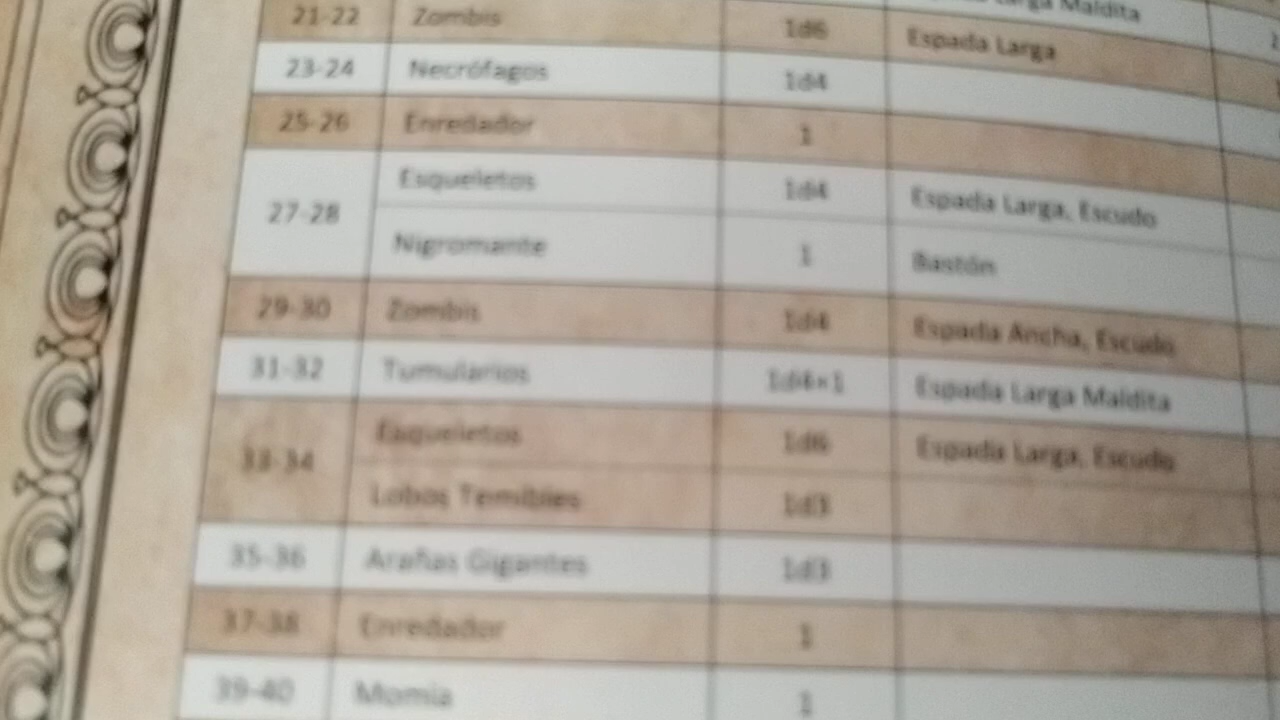 Larga Maldita
21-22 Zombis 1d6 Espada Larga
23-24 Necrófagos 1d4
25-26 Enredador 1
27-28 Esqueletos 1d4 Espada Larga, Escudo
Nigromante 1 Bastón
29-30 Zombis 1d4 Espada Ancha, Escudo
31-32 Tumularios 1d4+1 Espada Larga Maldita
33-34 Esqueletos 1d6 Espada Larga, Escudo
Lobos Temibles 1d3
35-36 Arañas Gigantes 1d3
37-38 Enredador 1
39-40 Momia 1